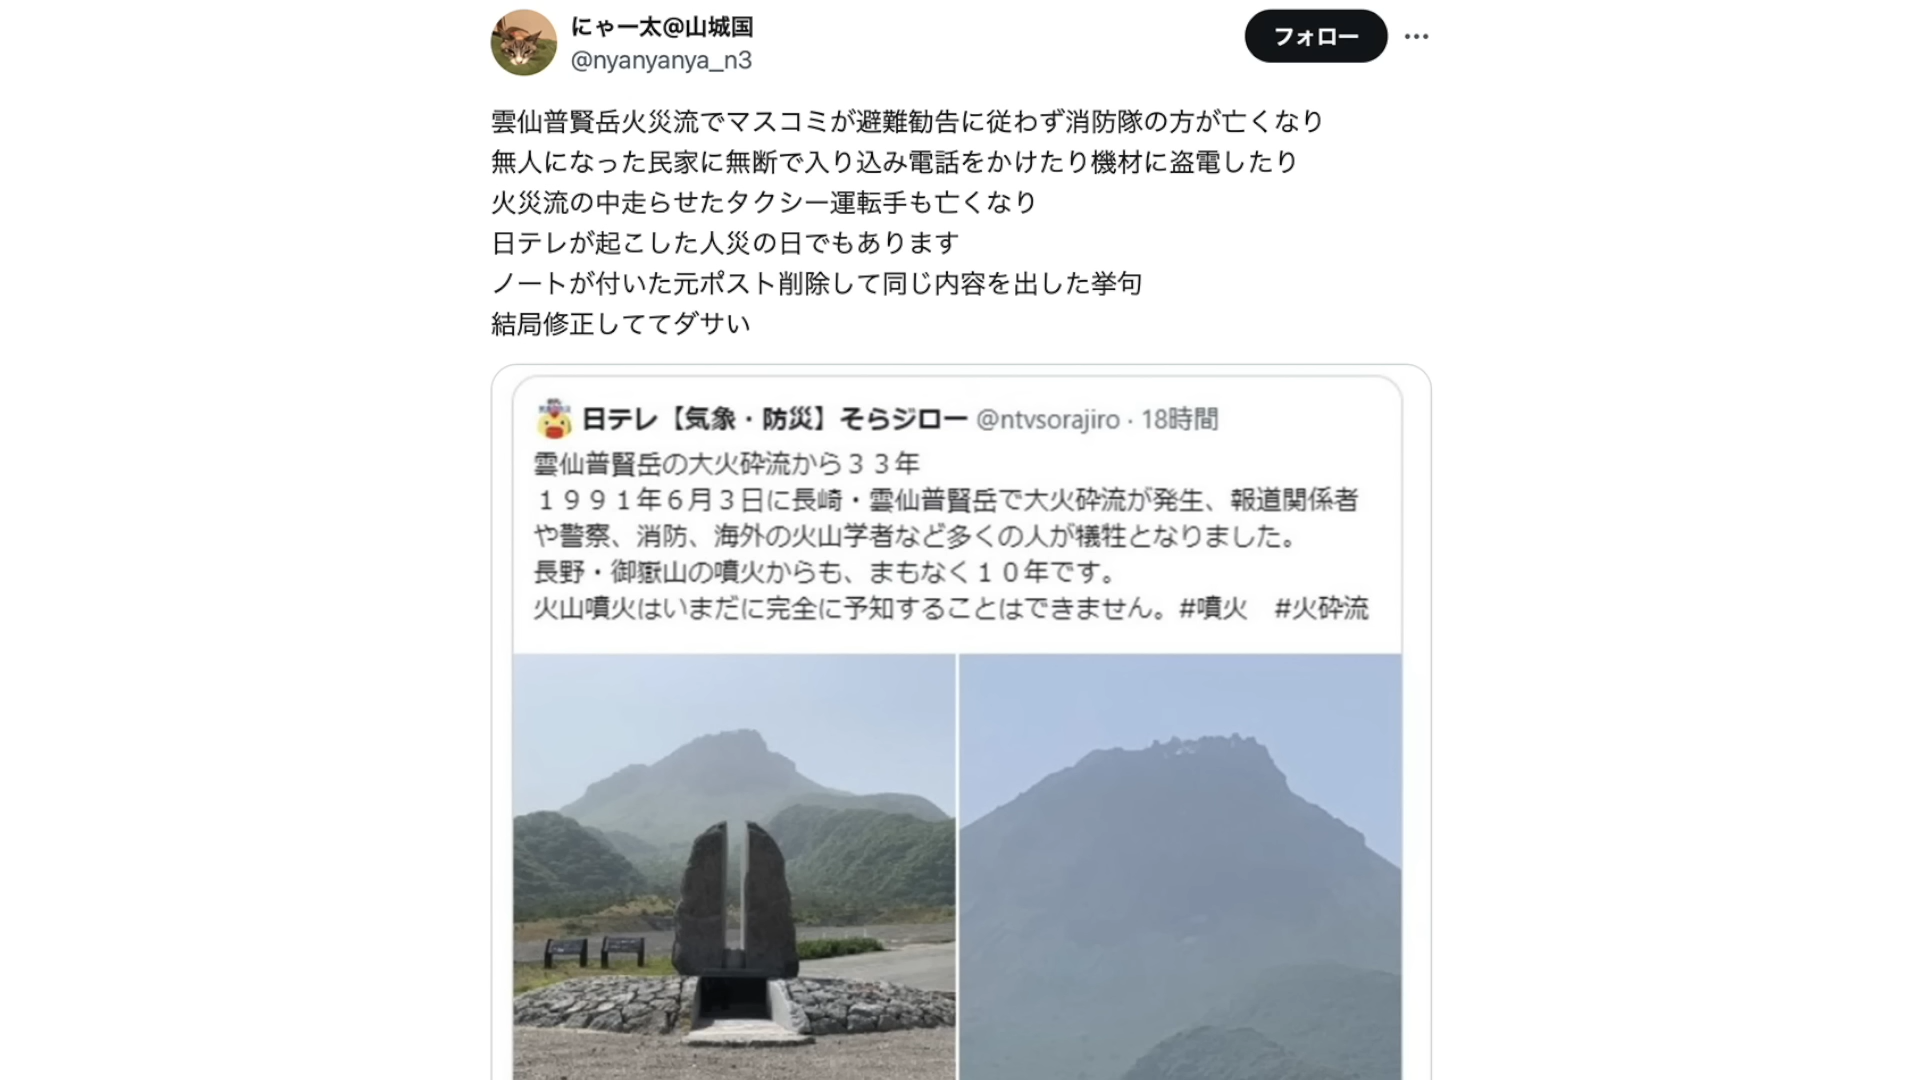 にゃー太@山城国
フォロー
@nyanyanya_n3
雲仙普賢岳火災流でマスコミが避難勧告に従わず消防隊の方が亡くなり
無人になった民家に無断で入り込み電話をかけたり機材に盗電したり
火災流の中走らせたタクシー運転手も亡くなり
日テレが起こした人災の日でもあります
ノートが付いた元ポスト削除して同じ内容を出した挙句
結局修正しててダサい
日テレ【気象・防災】そらジロー @ntvsorajiro · 18時間
雲仙普賢岳の大火砕流から３３年
１９９１年６月３日に長崎・雲仙普賢岳で大火砕流が発生、報道関係者
や警察、消防、海外の火山学者など多くの人が犠牲となりました。
長野・御嶽山の噴火からも、まもなく１０年です。
火山噴火はいまだに完全に予知することはできません。#噴火　#火砕流